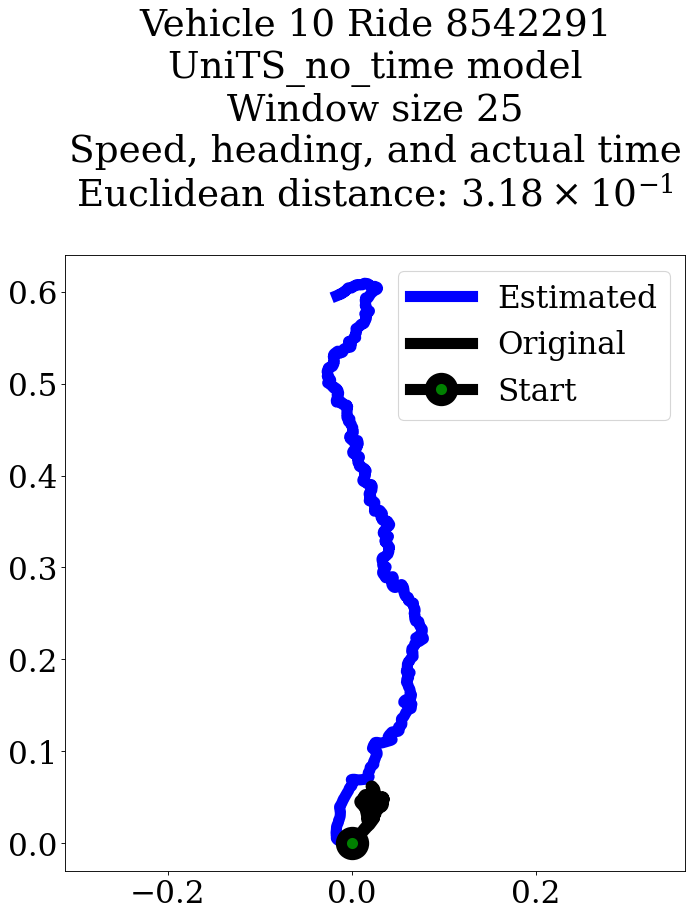 Vehicle 10 Ride 8542291
UniTS_no_time model
Window size 25
Speed, heading, and actual time
Euclidean distance: 3.18 × 10⁻¹
Estimated
Original
Start
0.6
0.5
0.4
0.3
0.2
0.1
0.0
−0.2 0.0 0.2